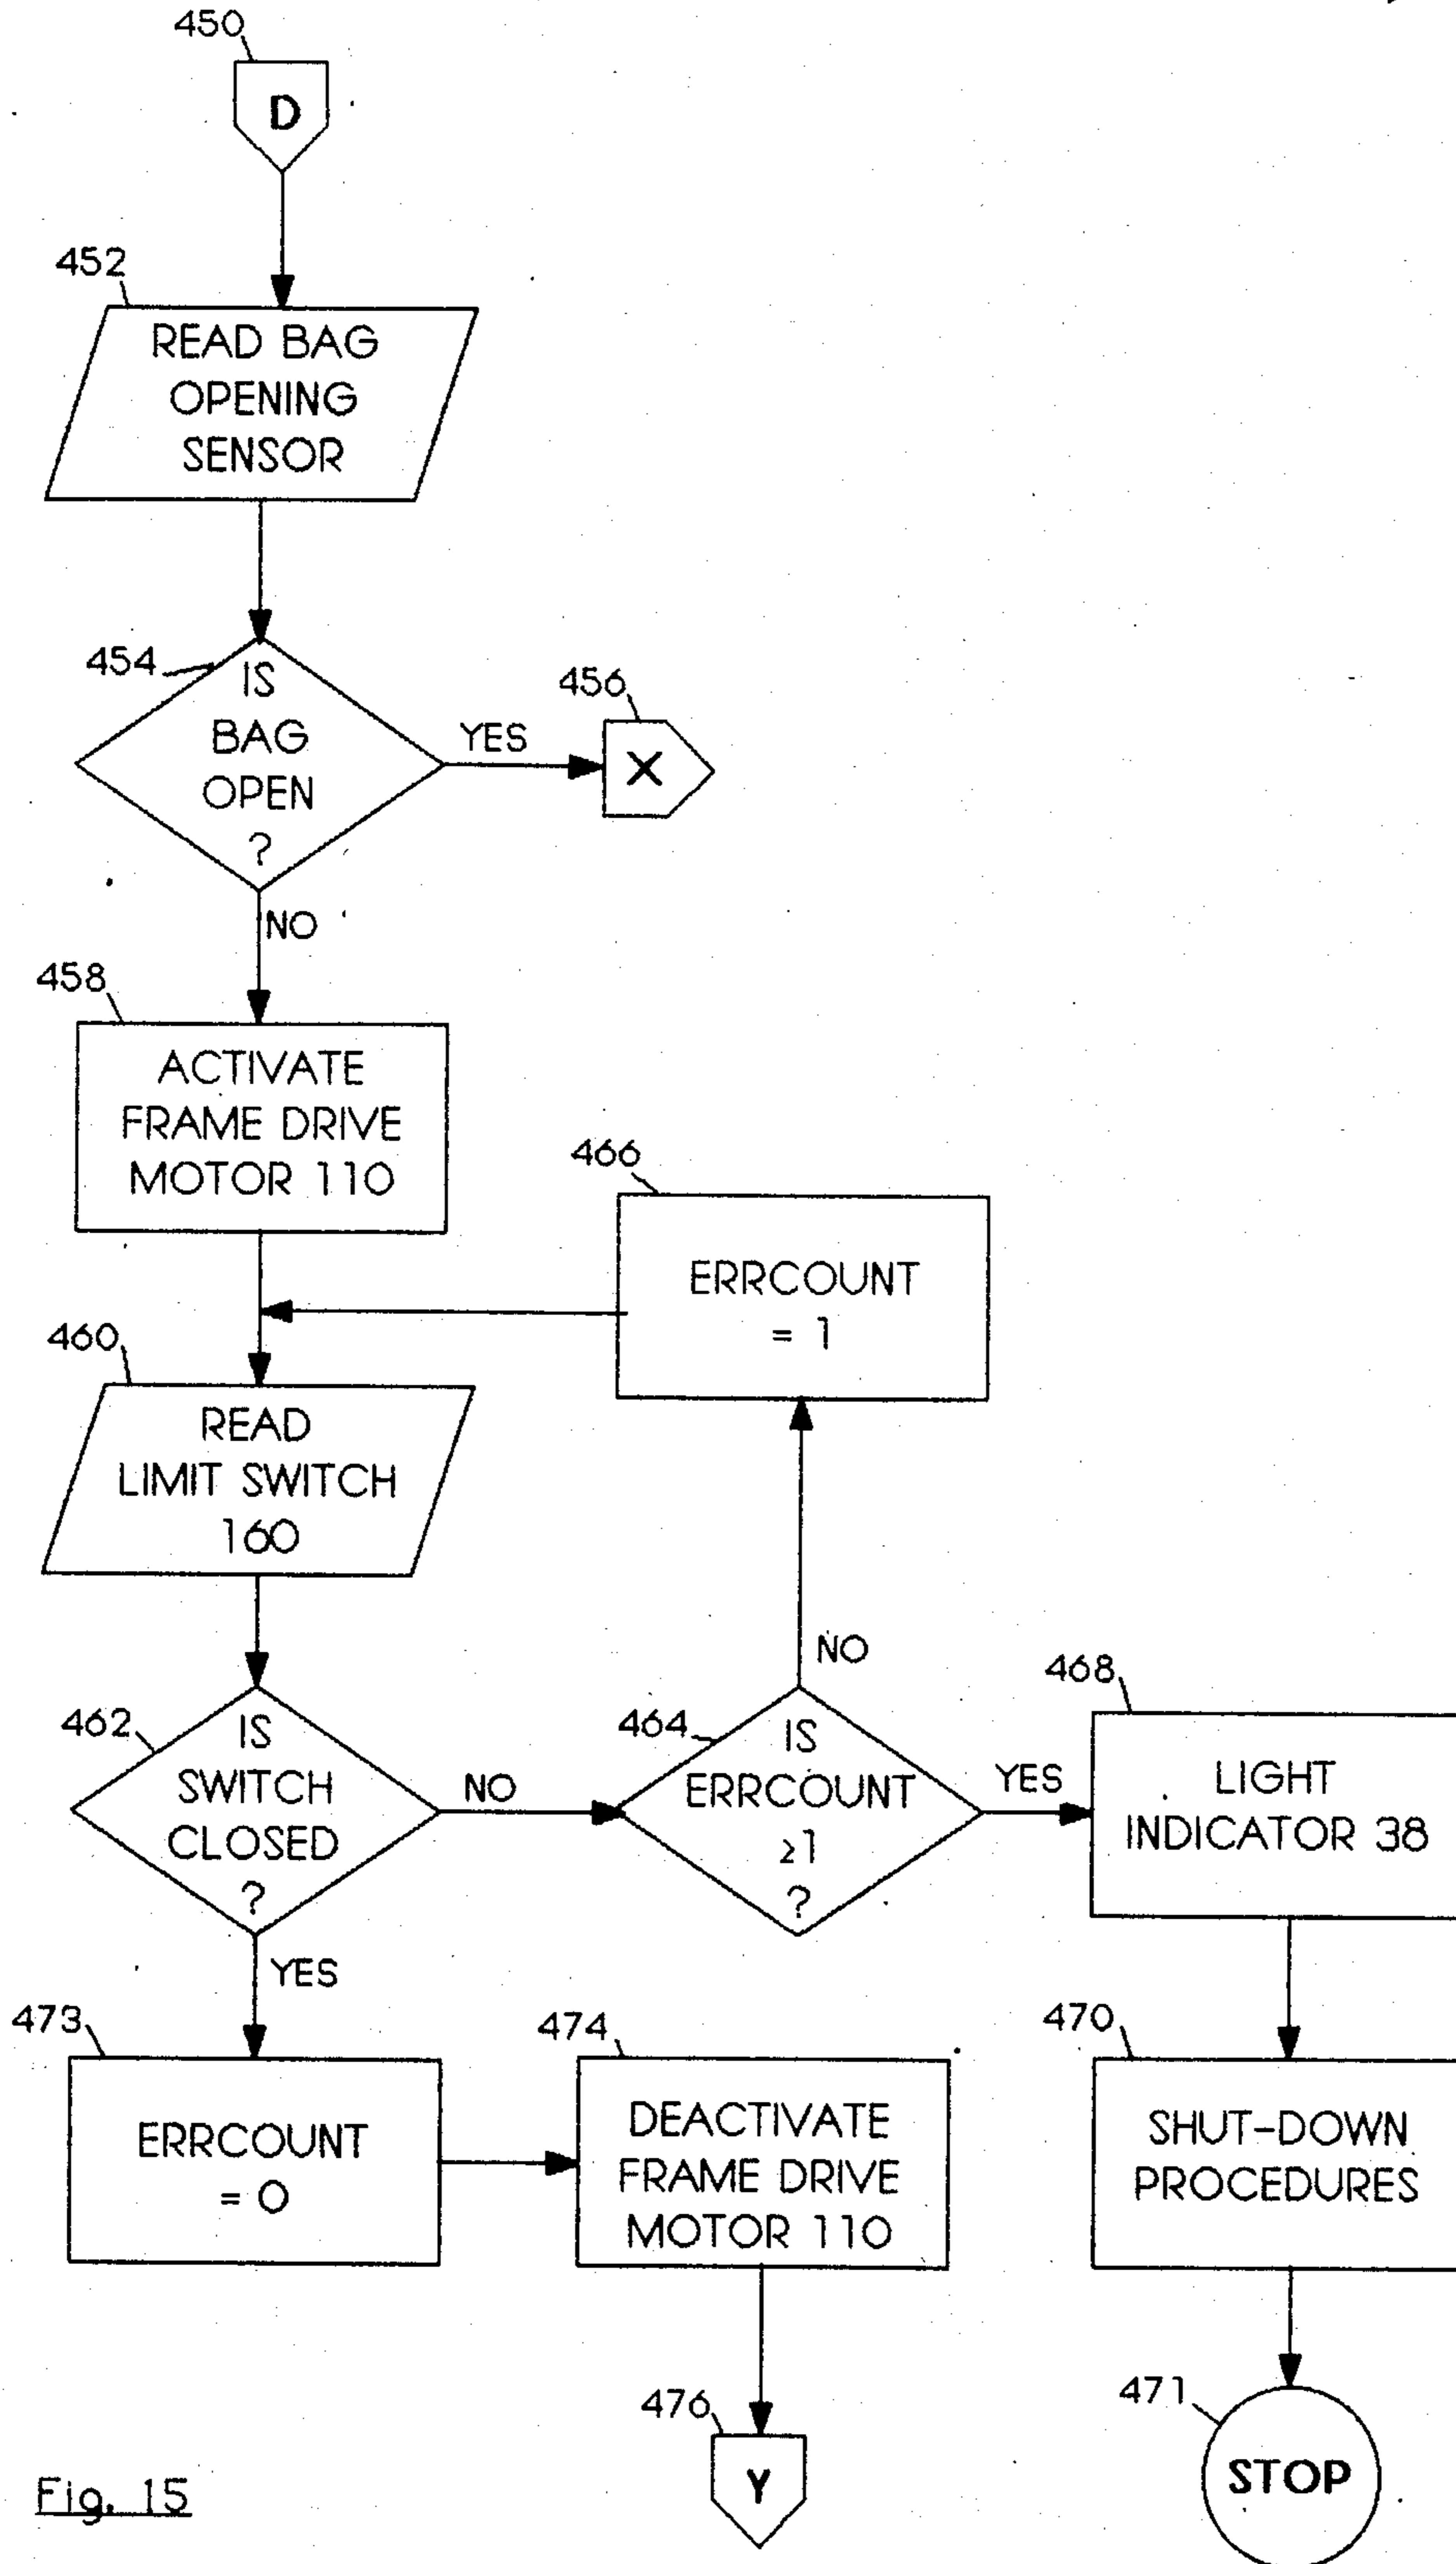 450
D
452
READ BAG
OPENING
SENSOR
454
IS
BAG
OPEN
?
YES
456
X
NO
458
ACTIVATE
FRAME DRIVE
MOTOR 110
466
ERRCOUNT
= 1
460
READ
LIMIT SWITCH
160
462
IS
SWITCH
CLOSED
?
NO
464
IS
ERRCOUNT
≥1
?
NO
YES
468
LIGHT
INDICATOR 38
YES
473
ERRCOUNT
= 0
474
DEACTIVATE
FRAME DRIVE
MOTOR 110
470
SHUT-DOWN
PROCEDURES
476
Y
471
STOP
Fig. 15